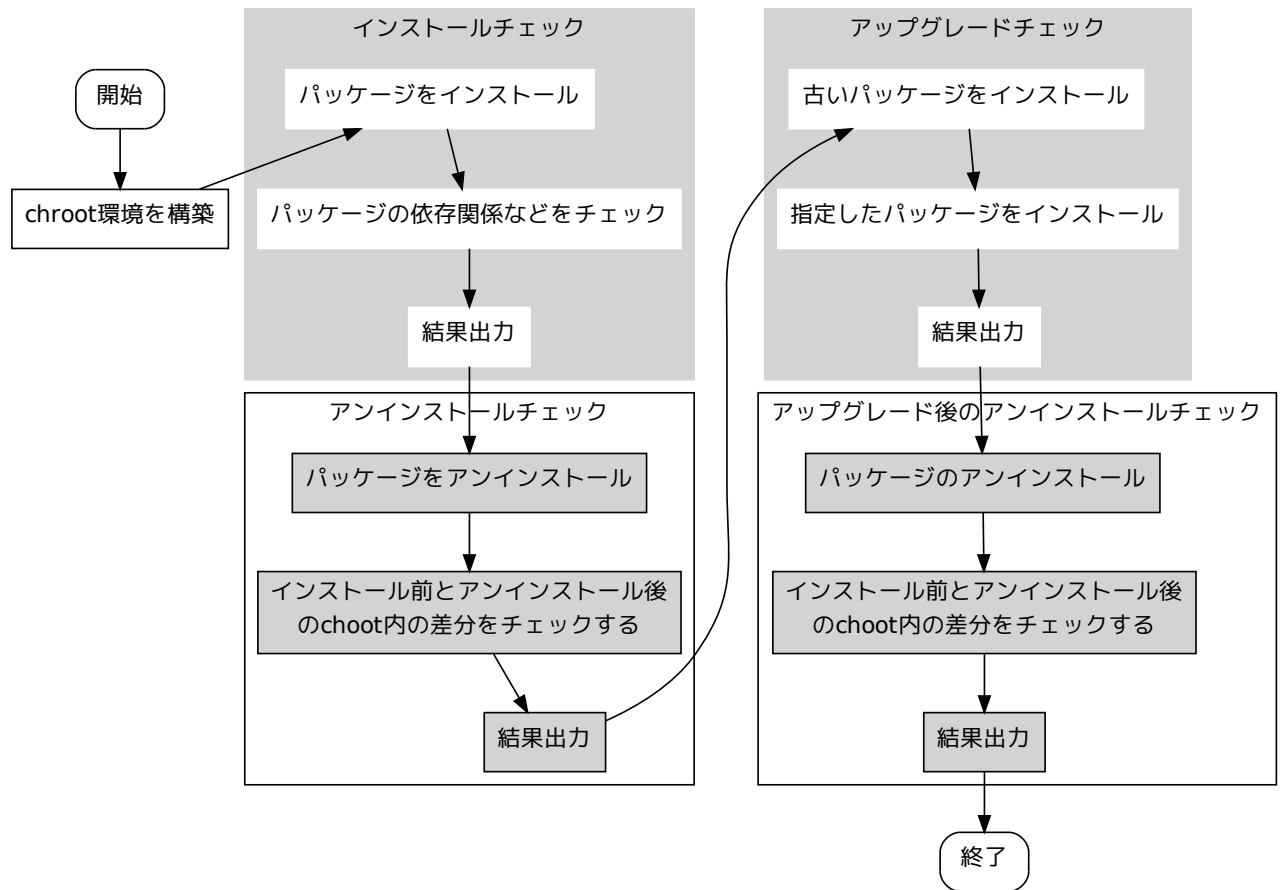 開始
chroot環境を構築
インストールチェック
パッケージをインストール
パッケージの依存関係などをチェック
結果出力
アンインストールチェック
パッケージをアンインストール
インストール前とアンインストール後
のchoot内の差分をチェックする
結果出力
アップグレードチェック
古いパッケージをインストール
指定したパッケージをインストール
結果出力
アップグレード後のアンインストールチェック
パッケージのアンインストール
インストール前とアンインストール後
のchoot内の差分をチェックする
結果出力
終了